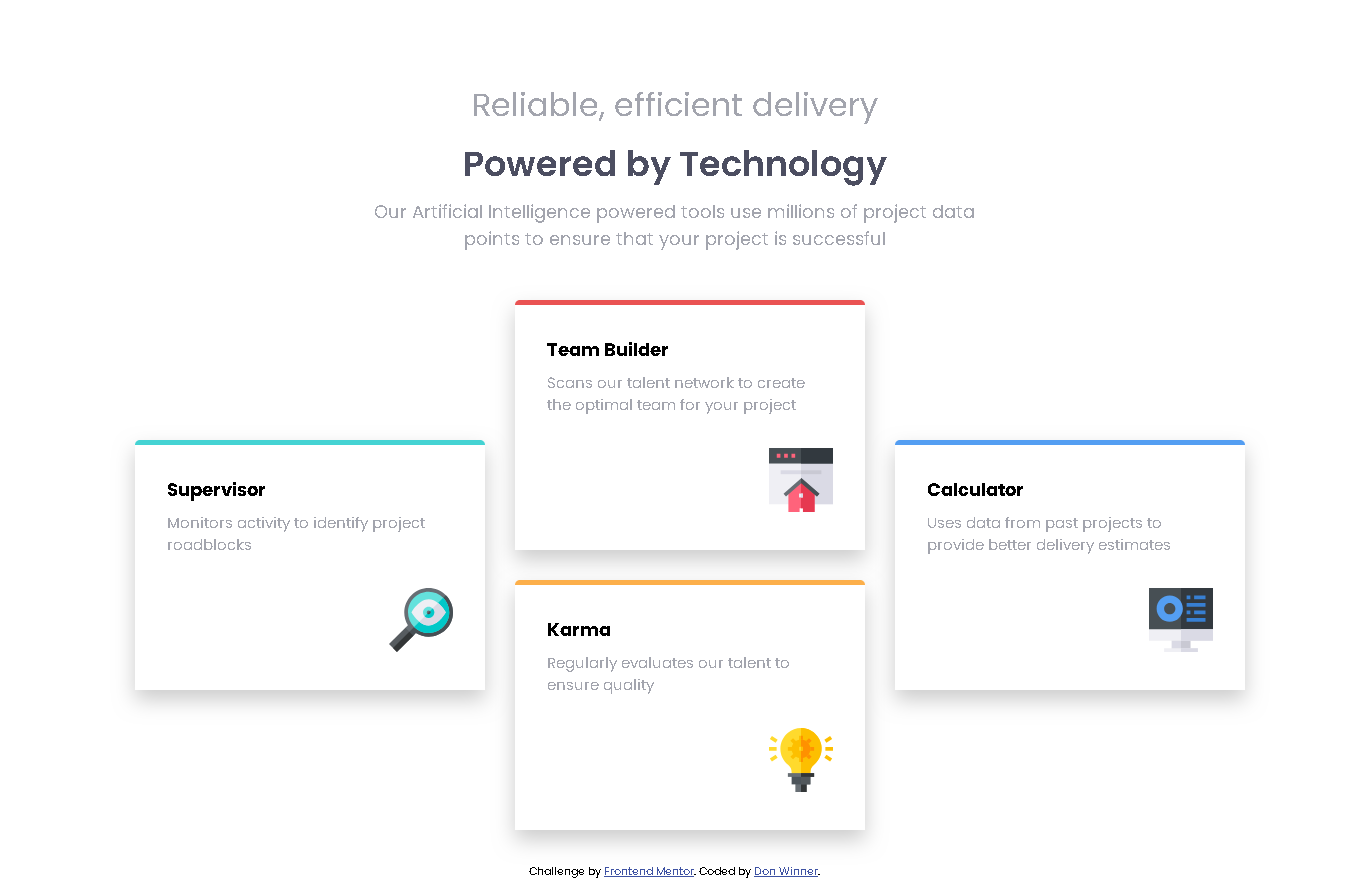 Reliable, efficient delivery
Powered by Technology
Our Artificial Intelligence powered tools use millions of project data
points to ensure that your project is successful
Team Builder
Scans our talent network to create
the optimal team for your project
Supervisor
Monitors activity to identify project
roadblocks
Calculator
Uses data from past projects to
provide better delivery estimates
Karma
Regularly evaluates our talent to
ensure quality
Challenge by Frontend Mentor. Coded by Don Winner.